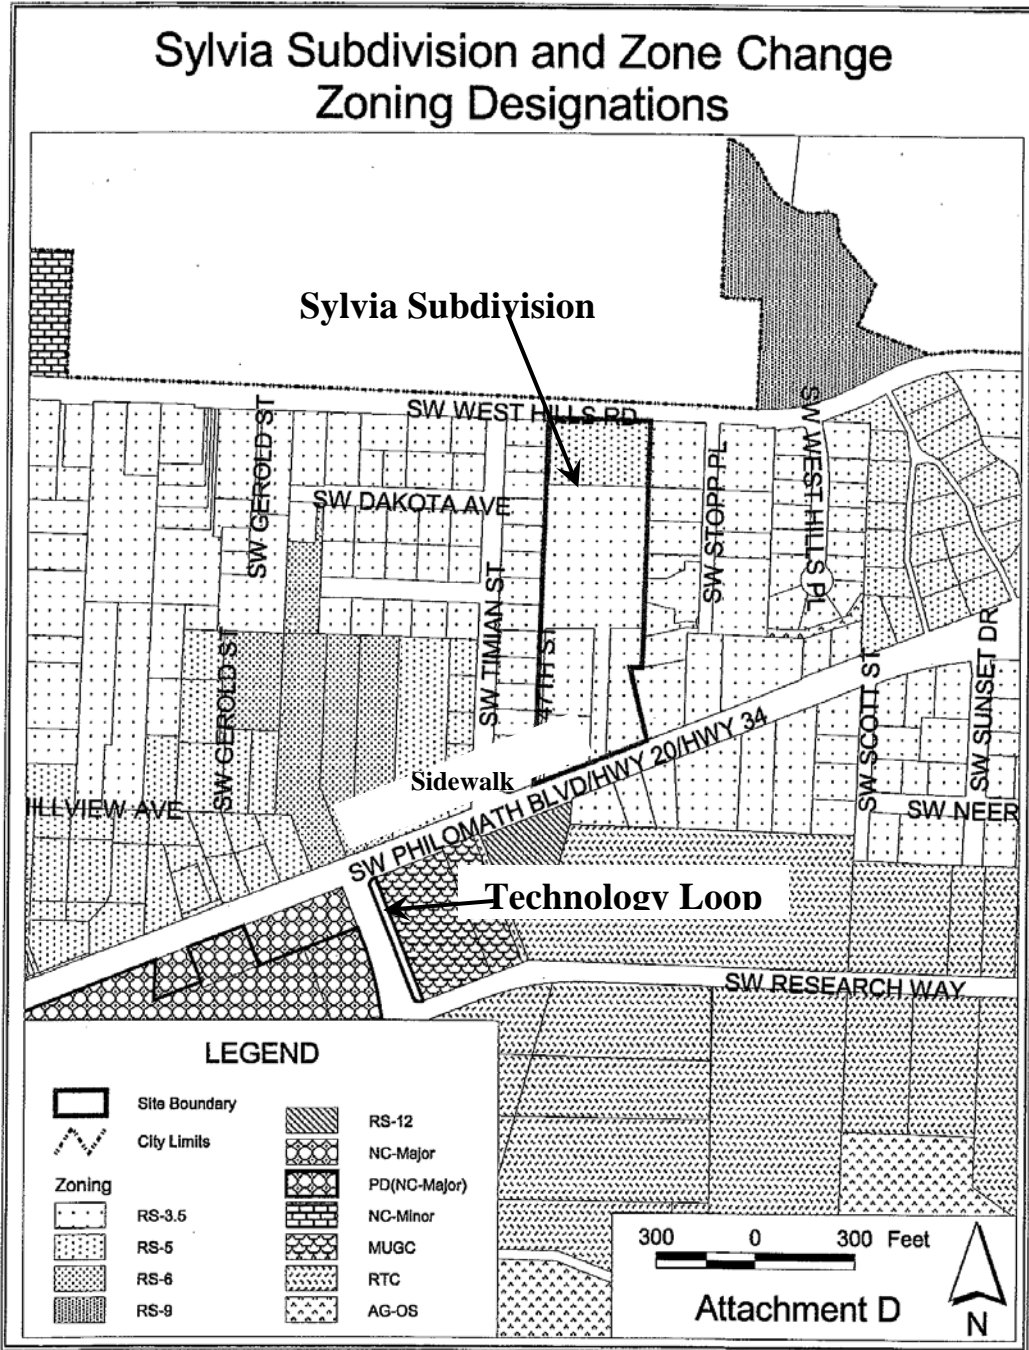 Sylvia Subdivision and Zone Change
Zoning Designations
Sylvia Subdivision
SW WEST HILLS RD
SW GEROLD ST
SW DAKOTA AVE
SW STOPP PL
SW WEST HILLS PL
SW TIMIAN ST
47TH ST
SW GEROLD ST
SW SCOTT ST
SW SUNSET DR
Sidewalk
ILLVIEW AVE
SW PHILOMATH BLVD/HWY 20/HWY 34
SW NEER
Technology Loop
SW RESEARCH WAY
LEGEND
Site Boundary
City Limits
Zoning
RS-3.5
RS-5
RS-6
RS-9
RS-12
NC-Major
PD(NC-Major)
NC-Minor
MUGC
RTC
AG-OS
300 0 300 Feet
Attachment D
N